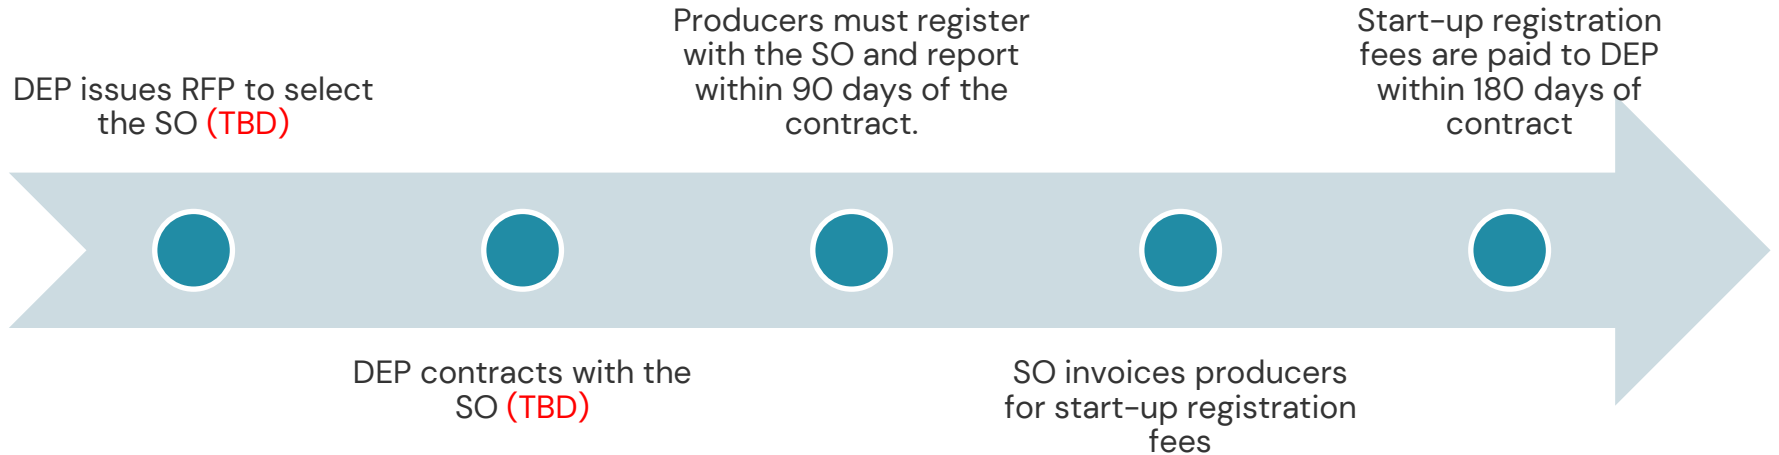 DEP issues RFP to select
the SO (TBD)
DEP contracts with the
SO (TBD)
Producers must register
with the SO and report
within 90 days of the
contract.
SO invoices producers
for start-up registration
fees
Start-up registration
fees are paid to DEP
within 180 days of
contract